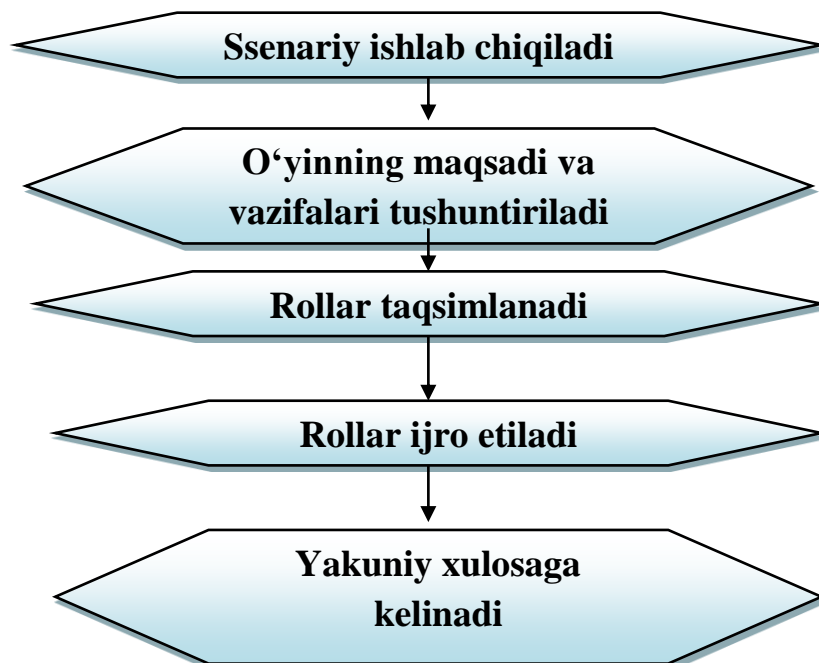 Ssenariy ishlab chiqiladi
O‘yinning maqsadi va
vazifalari tushuntiriladi
Rollar taqsimlanadi
Rollar ijro etiladi
Yakuniy xulosaga
kelinadi